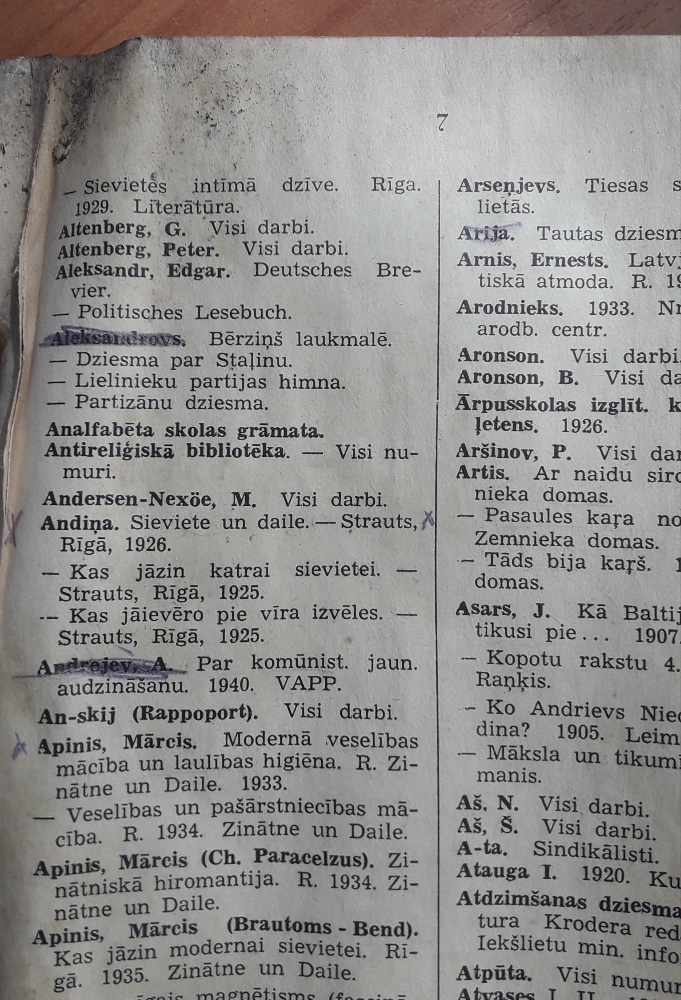 7
— Sievietes intīmā dzīve. Rīga.
1929. Literātūra.
Altenberg, G. Visi darbi.
Altenberg, Peter. Visi darbi.
Aleksandr, Edgar. Deutsches Bre-
vier.
— Politisches Lesebuch.
Aleksandrovs. Bērziņš laukmalē.
— Dziesma par Staļinu.
— Lielinieku partijas himna.
— Partizānu dziesma.
Analfabēta skolas grāmata.
Antireliģiskā bibliotēka. — Visi nu-
muri.
Andersen-Nexöe, M. Visi darbi.
Andiņa. Sieviete un daile. — Strauts,
Rīgā, 1926.
— Kas jāzin katrai sievietei. —
Strauts, Rīgā, 1925.
— Kas jāievēro pie vīra izvēles. —
Strauts, Rīgā, 1925.
Andrejev, A. Par komūnist. jaun.
audzināšanu. 1940. VAPP.
An-skij (Rappoport). Visi darbi.
Apinis, Mārcis. Modernā veselības
mācība un laulības higiēna. R. Zi-
nātne un Daile. 1933.
— Veselības un pašārstniecības mā-
cība. R. 1934. Zinātne un Daile.
Apinis, Mārcis (Ch. Paracelzus). Zi-
nātniskā hiromantija. R. 1934. Zi-
nātne un Daile.
Apinis, Mārcis (Brautoms - Bend).
Kas jāzin modernai sievietei. Rī-
gā. 1935. Zinātne un Daile.
magnētisms
Arseņjevs. Tiesas
lietās.
Arija. Tautas
Arnis, Ernests.
tiskā atmoda. R.
Arodnieks. 1933.
arodb. centr.
Aronson. Visi darbi.
Aronson, B. Visi
Ārpusskolas izglīt.
ļetens. 1926.
Aršinov, P. Visi
Artis. Ar naidu
nieka domas.
— Pasaules kaŗa
Zemnieka domas.
— Tāds bija kaŗš.
domas.
Asars, J. Kā
tikusi pie... 1907.
— Kopotu rakstu 4.
Raņķis.
— Ko Andrievs
dina? 1905.
— Māksla un
manis.
Aš, N. Visi darbi.
Aš, Š. Visi darbi.
A-ta. Sindikālisti.
Atauga I. 1920.
Atdzimšanas
tura Krodera
Iekšlietu min.
Atpūta. Visi
Atvases I, II.